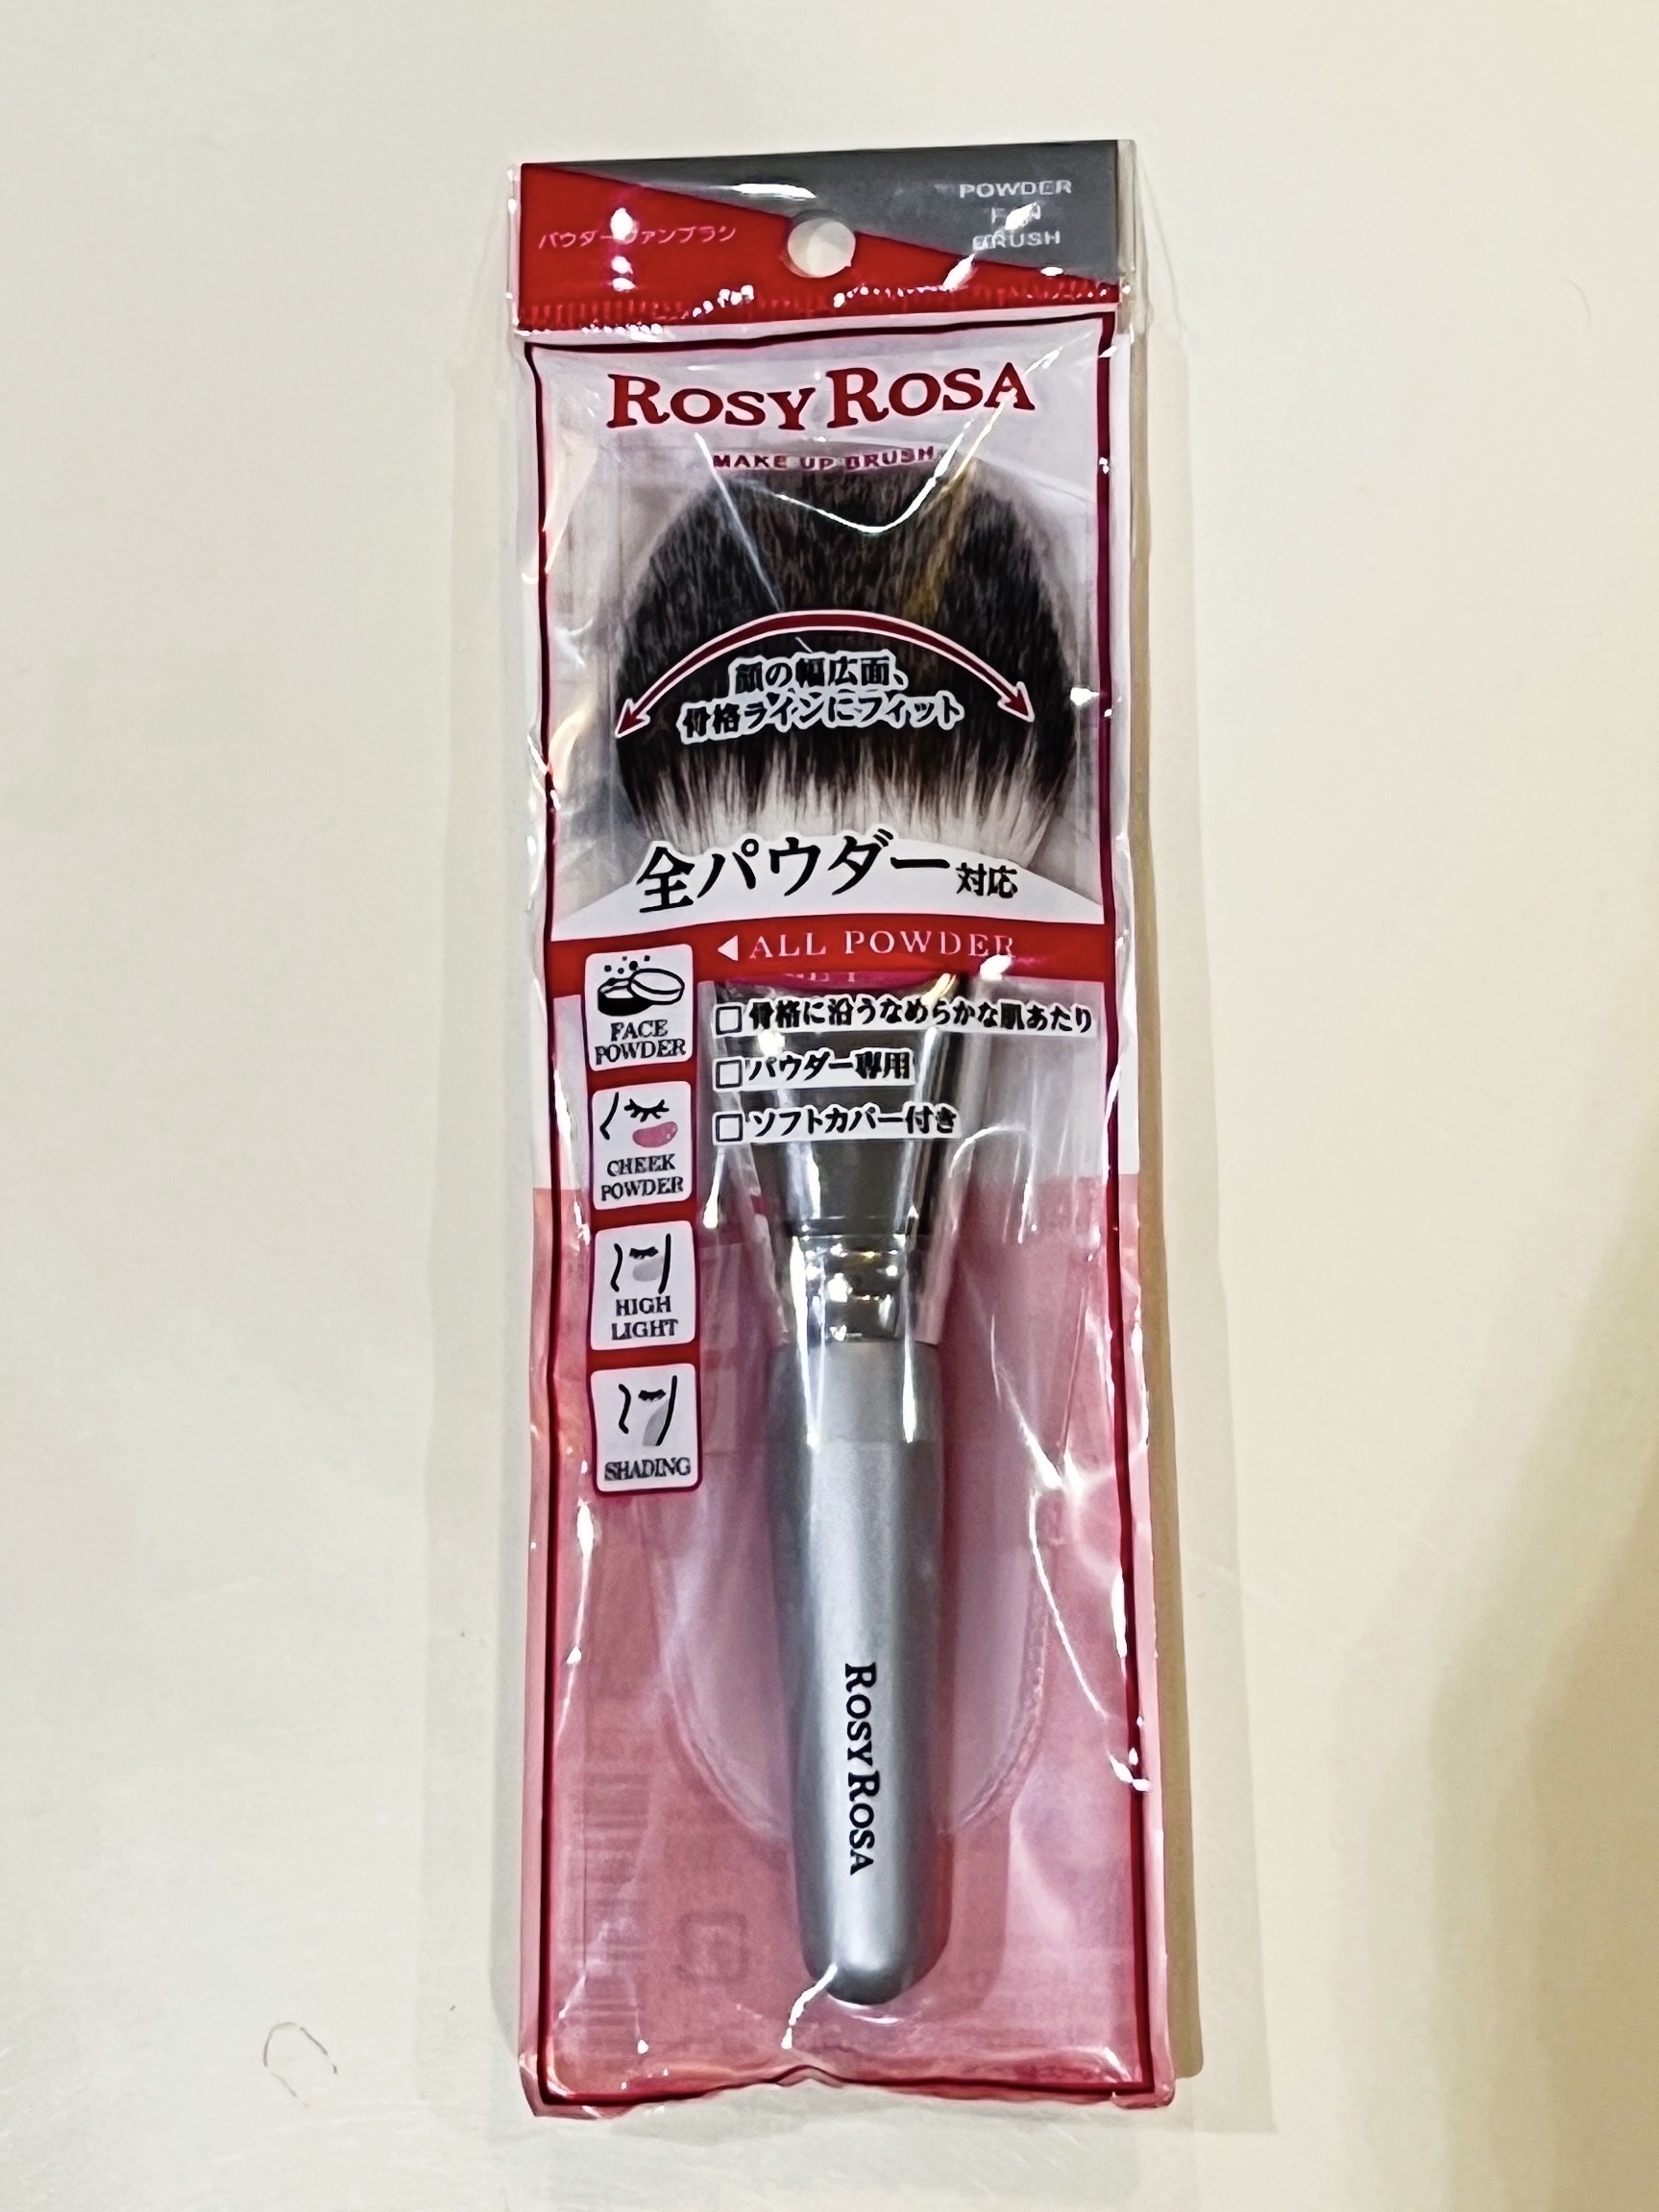 パウダーファンブラシ
POWDER
FAN
BRUSH
ROSY ROSA
MAKE UP BRUSH
顔の幅広面、
骨格ラインにフィット
全パウダー対応
◀ALL POWDER
□骨格に沿うなめらかな肌あたり
□パウダー専用
□ソフトカバー付き
FACE
POWDER
CHEEK
POWDER
HIGH
LIGHT
SHADING
ROSY ROSA